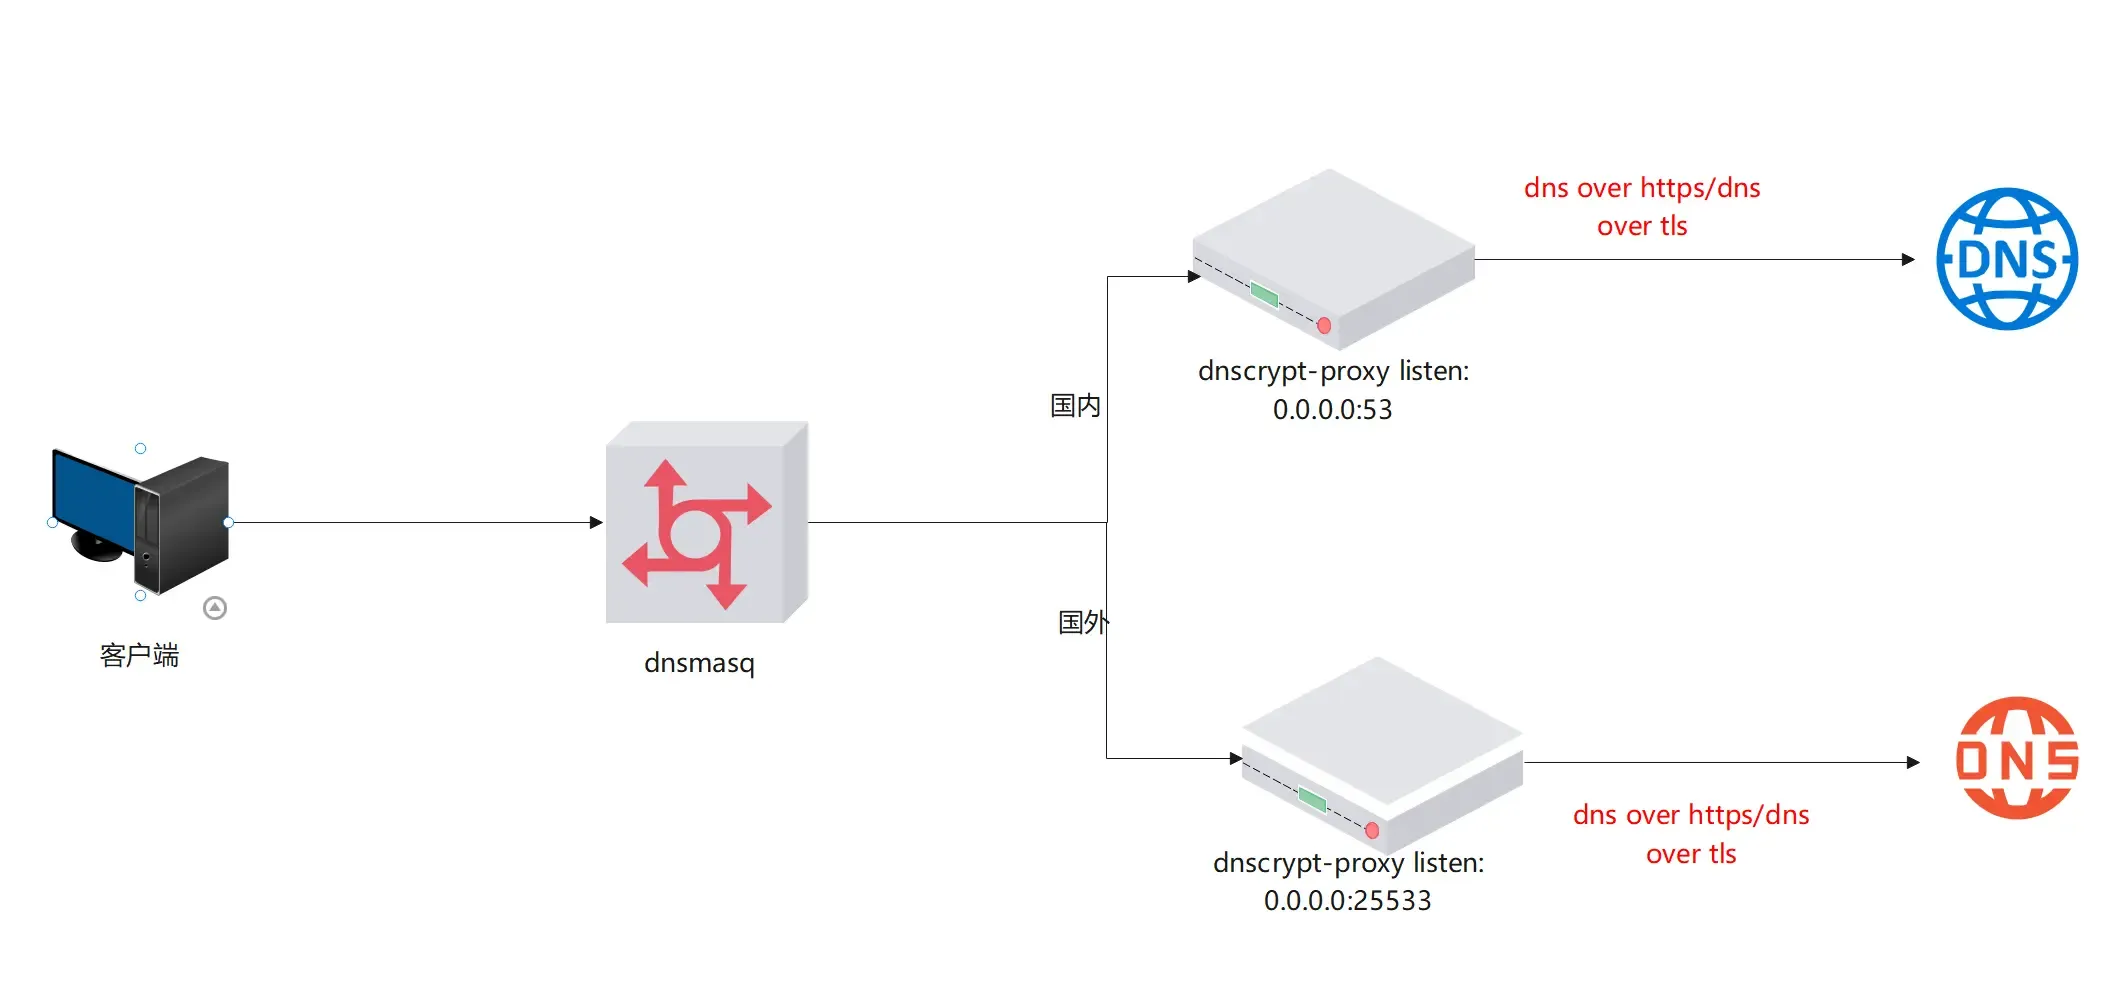 客户端
dnsmasq
国内
国外
dnscrypt-proxy listen:
0.0.0.0:53
dns over https/dns
over tls
DNS
dnscrypt-proxy listen:
0.0.0.0:25533
dns over https/dns
over tls
DNS